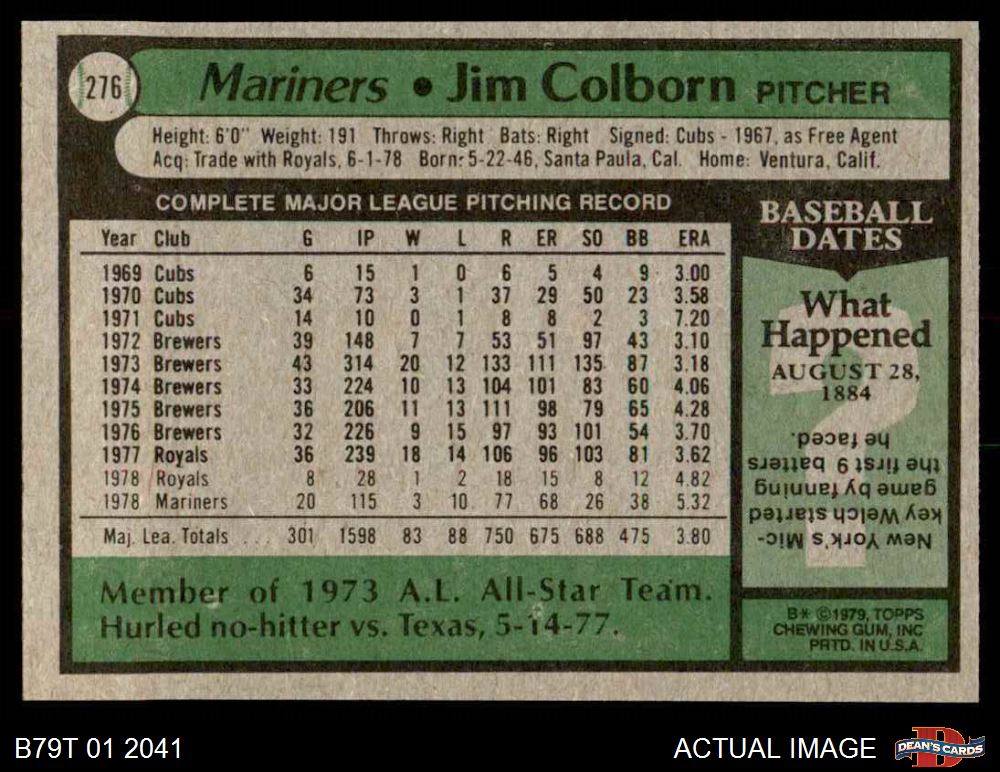 276
Mariners • Jim Colborn PITCHER
Height: 6'0" Weight: 191 Throws: Right Bats: Right Signed: Cubs - 1967, as Free Agent
Acq: Trade with Royals, 6-1-78 Born: 5-22-46, Santa Paula, Cal. Home: Ventura, Calif.
COMPLETE MAJOR LEAGUE PITCHING RECORD
Year Club G IP W L R ER SO BB ERA
1969 Cubs 6 15 1 0 6 5 4 9 3.00
1970 Cubs 34 73 3 1 37 29 50 23 3.58
1971 Cubs 14 10 0 1 8 8 2 3 7.20
1972 Brewers 39 148 7 7 53 51 97 43 3.10
1973 Brewers 43 314 20 12 133 111 135 87 3.18
1974 Brewers 33 224 10 13 104 101 83 60 4.06
1975 Brewers 36 206 11 13 111 98 79 65 4.28
1976 Brewers 32 226 9 15 97 93 101 54 3.70
1977 Royals 36 239 18 14 106 96 103 81 3.62
1978 Royals 8 28 1 2 18 15 8 12 4.82
1978 Mariners 20 115 3 10 77 68 26 38 5.32
Maj. Lea. Totals ... 301 1598 83 88 750 675 688 475 3.80
Member of 1973 A.L. All-Star Team.
Hurled no-hitter vs. Texas, 5-14-77.
BASEBALL
DATES
What
Happened
AUGUST 28,
1884
New York's Mic-
key Welch started
game by fanning
the first 9 batters
he faced.
B* ©1979, TOPPS
CHEWING GUM, INC
PRTD. IN U.S.A.
B79T 01 2041
ACTUAL IMAGE
D
DEAN'S CARDS